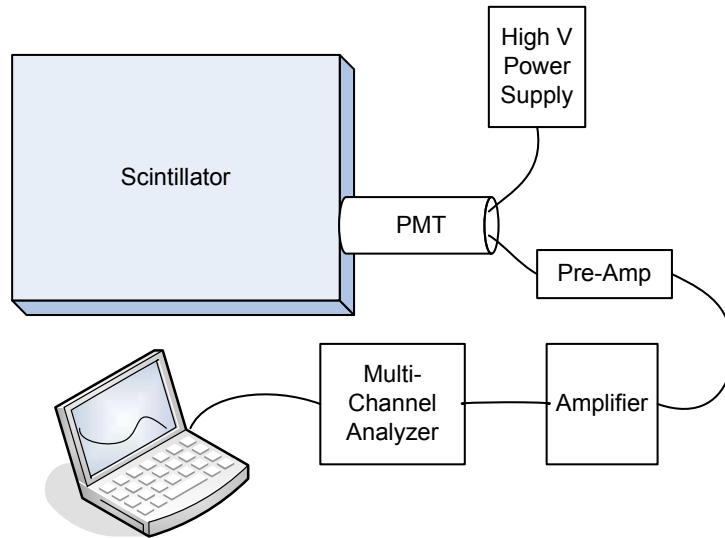 High V
Power
Supply
Scintillator
PMT
Pre-Amp
Multi-
Channel
Analyzer
Amplifier